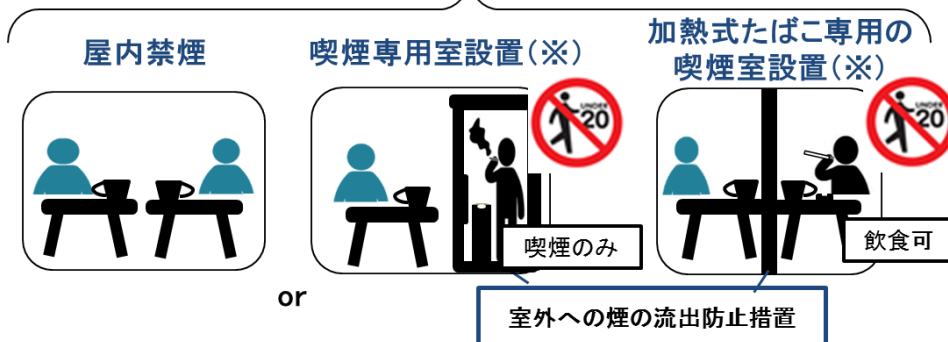 屋内禁煙
喫煙専用室設置(※)
加熱式たばこ専用の
喫煙室設置(※)
UNDER
20
UNDER
20
喫煙のみ
飲食可
or
室外への煙の流出防止措置